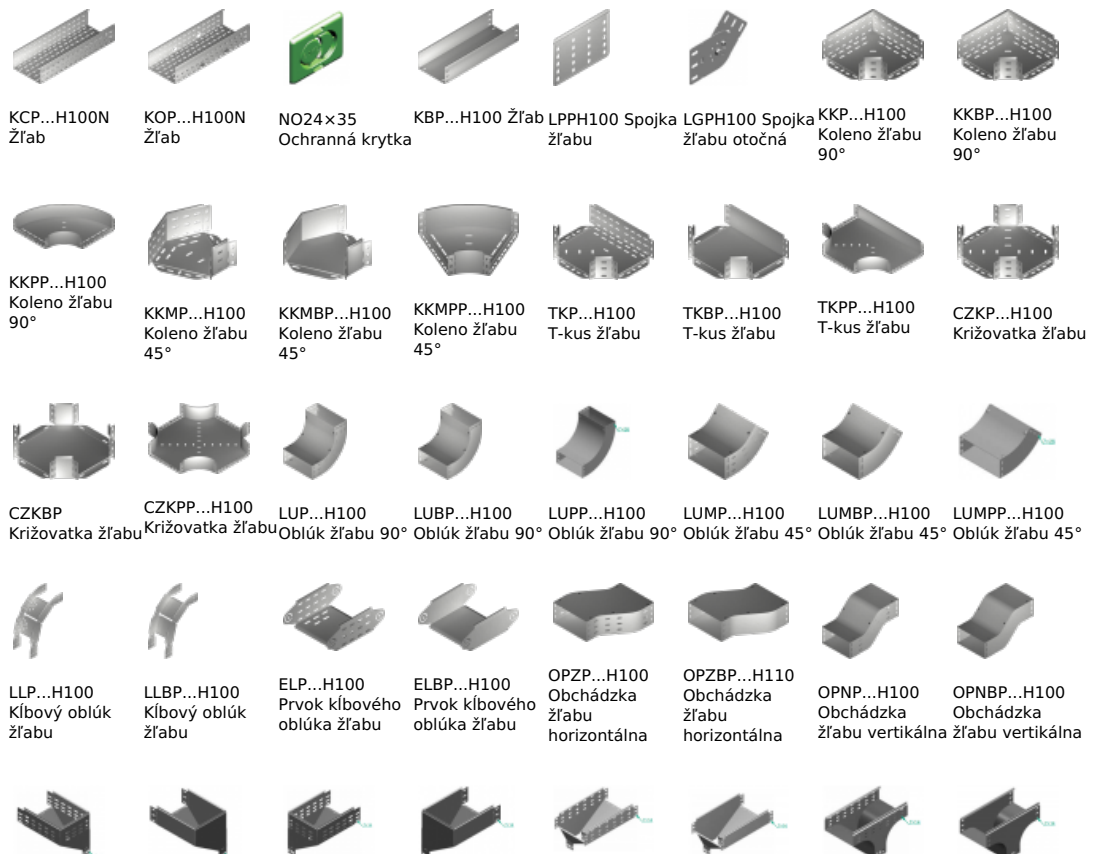 KCP...H100N
Žľab
KOP...H100N
Žľab
NO24×35
Ochranná krytka
KBP...H100 Žľab
LPPH100 Spojka
žľabu
LGPH100 Spojka
žľabu otočná
KKP...H100
Koleno žľabu
90°
KKBP...H100
Koleno žľabu
90°
KKPP...H100
Koleno žľabu
90°
KKMP...H100
Koleno žľabu
45°
KKMBP...H100
Koleno žľabu
45°
KKMPP...H100
Koleno žľabu
45°
TKP...H100
T-kus žľabu
TKBP...H100
T-kus žľabu
TKPP...H100
T-kus žľabu
CZKP...H100
Križovatka žľabu
CZKBP
Križovatka žľabu
CZKPP...H100
Križovatka žľabu
LUP...H100
Oblúk žľabu 90°
LUBP...H100
Oblúk žľabu 90°
LUPP...H100
Oblúk žľabu 90°
LUMP...H100
Oblúk žľabu 45°
LUMBP...H100
Oblúk žľabu 45°
LUMPP...H100
Oblúk žľabu 45°
LLP...H100
Kĺbový oblúk
žľabu
LLBP...H100
Kĺbový oblúk
žľabu
ELP...H100
Prvok kĺbového
oblúka žľabu
ELBP...H100
Prvok kĺbového
oblúka žľabu
OPZP...H100
Obchádzka
žľabu
horizontálna
OPZBP...H110
Obchádzka
žľabu
horizontálna
OPNP...H100
Obchádzka
žľabu vertikálna
OPNBP...H100
Obchádzka
žľabu vertikálna